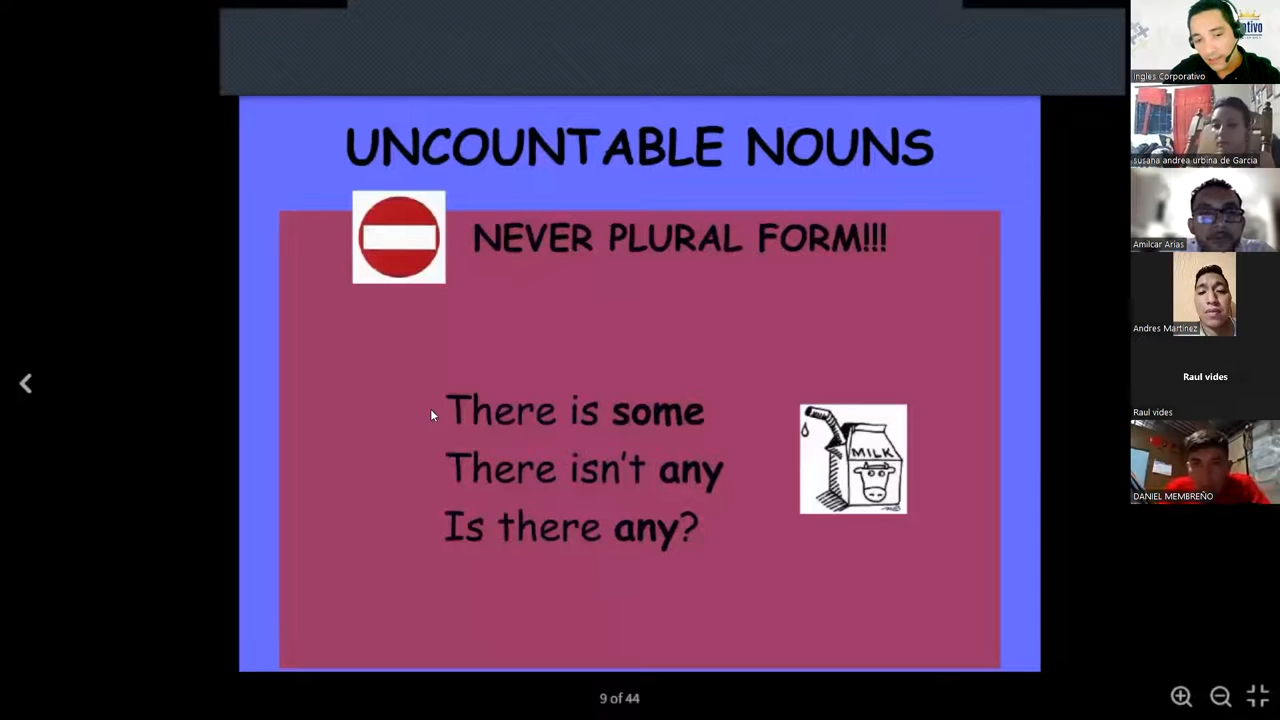 UNCOUNTABLE NOUNS
NEVER PLURAL FORM!!!
There is some
There isn't any
Is there any?
MILK
9 of 44
tivo
Ingles Corporativo
susana andrea urbina de Garcia
Amilcar Arias
Andres Martinez
Raul vides
Raul vides
DANIEL MEMBREÑO